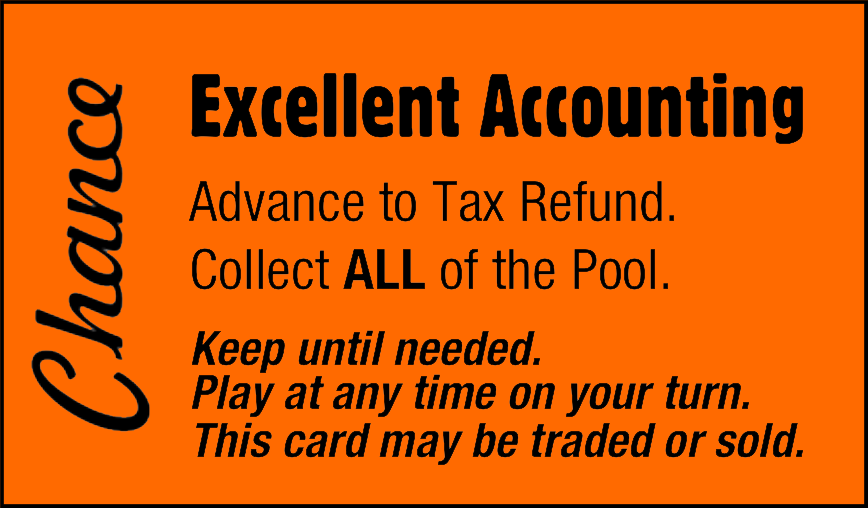 Chance
Excellent Accounting
Advance to Tax Refund.
Collect ALL of the Pool.
Keep until needed.
Play at any time on your turn.
This card may be traded or sold.